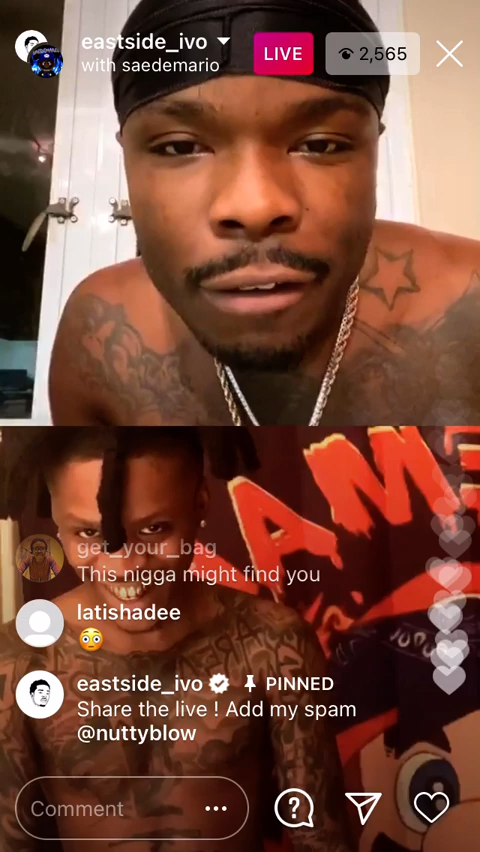 eastside_ivo
with saedemario
LIVE
2,565
AME
get_your_bag
This nigga might find you
latishadee
😳
eastside_ivo PINNED
Share the live ! Add my spam
@nuttyblow
Comment